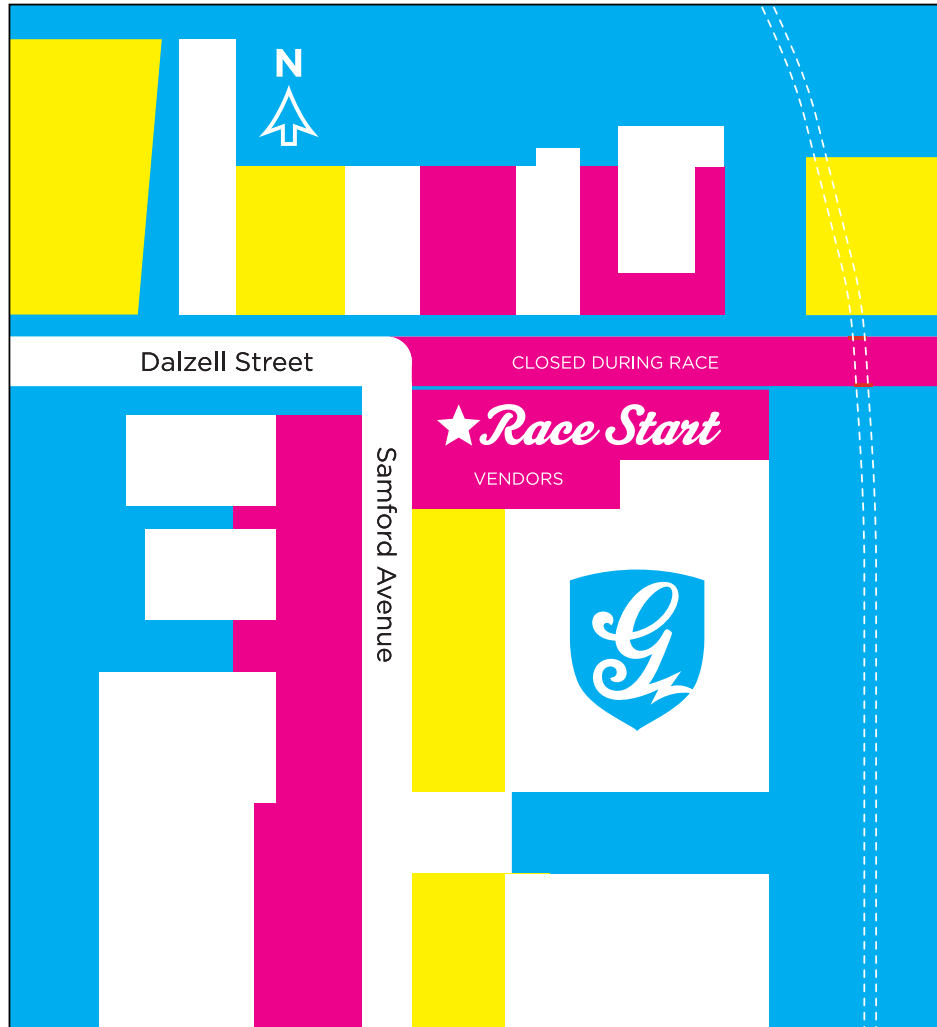 N
Dalzell Street
CLOSED DURING RACE
Race Start
VENDORS
Samford Avenue
G